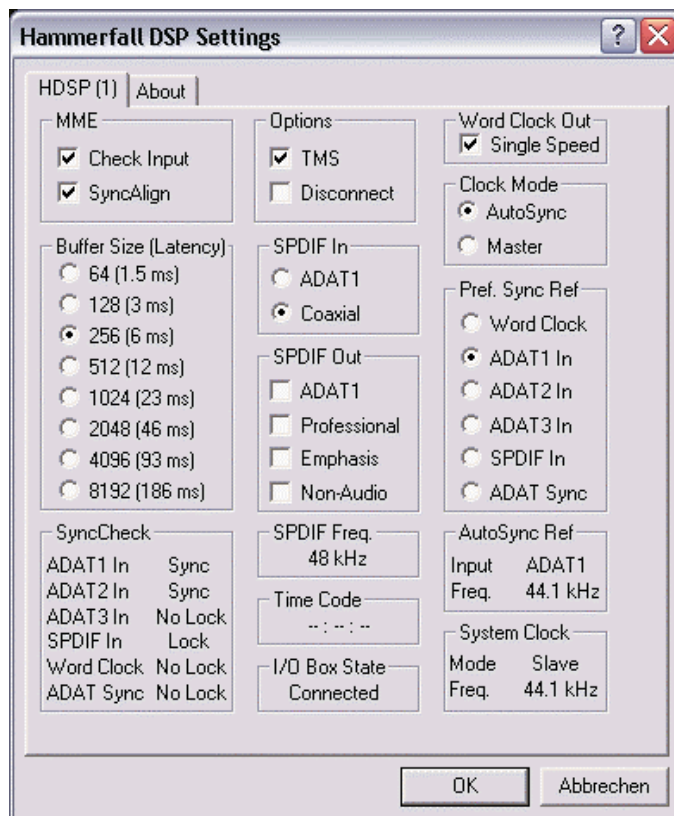 Hammerfall DSP Settings
HDSP (1)
About
MME
Check Input
SyncAlign
Buffer Size (Latency)
64 (1.5 ms)
128 (3 ms)
256 (6 ms)
512 (12 ms)
1024 (23 ms)
2048 (46 ms)
4096 (93 ms)
8192 (186 ms)
SyncCheck
ADAT1 In Sync
ADAT2 In Sync
ADAT3 In No Lock
SPDIF In Lock
Word Clock No Lock
ADAT Sync No Lock
Options
TMS
Disconnect
SPDIF In
ADAT1
Coaxial
SPDIF Out
ADAT1
Professional
Emphasis
Non-Audio
SPDIF Freq.
48 kHz
Time Code
-- : -- : --
I/O Box State
Connected
Word Clock Out
Single Speed
Clock Mode
AutoSync
Master
Pref. Sync Ref
Word Clock
ADAT1 In
ADAT2 In
ADAT3 In
SPDIF In
ADAT Sync
AutoSync Ref
Input ADAT1
Freq. 44.1 kHz
System Clock
Mode Slave
Freq. 44.1 kHz
OK
Abbrechen